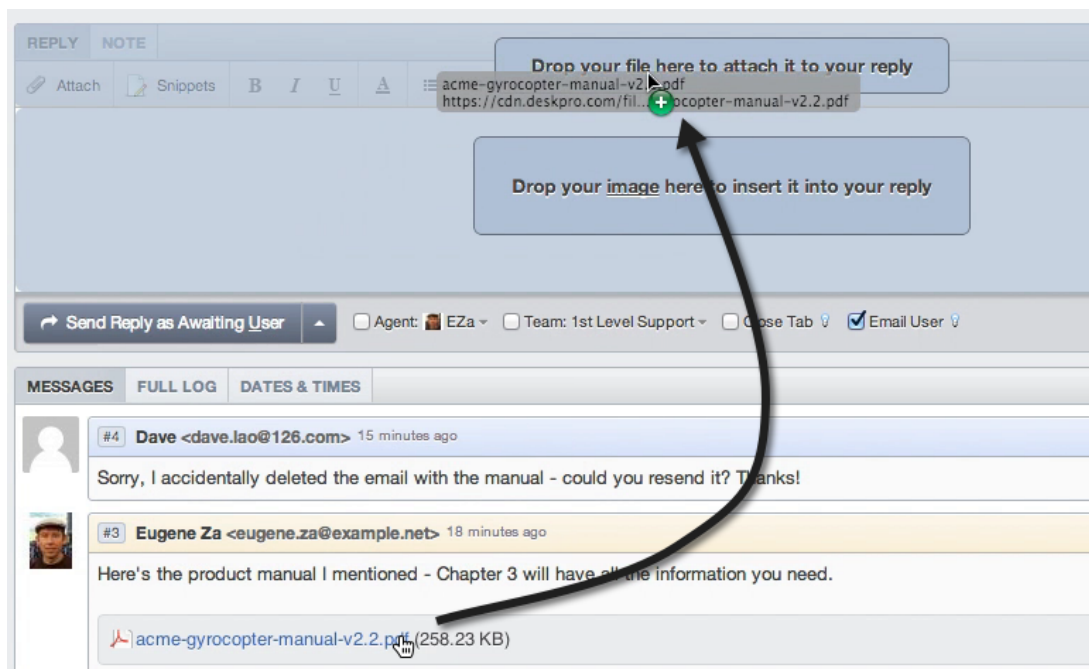 REPLY NOTE
Drop your file here to attach it to your reply
Attach Snippets B I U A
acme-gyrocopter-manual-v2 pdf
https://cdn.deskpro.com/fil... ocopter-manual-v2.2.pdf
Drop your image here to insert it into your reply
Send Reply as Awaiting User Agent: EZa Team: 1st Level Support Close Tab Email User
MESSAGES FULL LOG DATES & TIMES
#4 Dave <dave.lao@126.com> 15 minutes ago
Sorry, I accidentally deleted the email with the manual - could you resend it? Thanks!
#3 Eugene Za <eugene.za@example.net> 18 minutes ago
Here's the product manual I mentioned - Chapter 3 will have all the information you need.
acme-gyrocopter-manual-v2.2.pdf (258.23 KB)